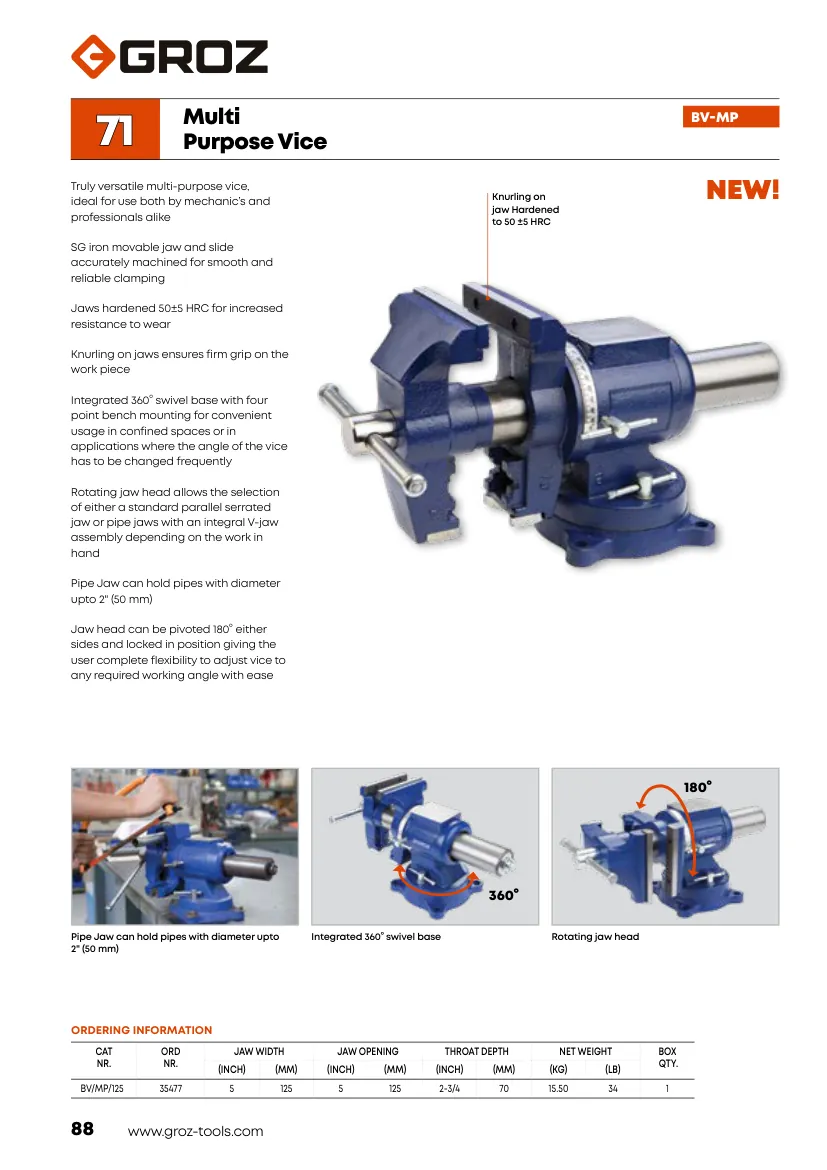 GROZ
71
Multi
Purpose Vice
BV-MP
NEW!
Truly versatile multi-purpose vice,
ideal for use both by mechanic's and
professionals alike
SG iron movable jaw and slide
accurately machined for smooth and
reliable clamping
Jaws hardened 50±5 HRC for increased
resistance to wear
Knurling on jaws ensures firm grip on the
work piece
Integrated 360° swivel base with four
point bench mounting for convenient
usage in confined spaces or in
applications where the angle of the vice
has to be changed frequently
Rotating jaw head allows the selection
of either a standard parallel serrated
jaw or pipe jaws with an integral V-jaw
assembly depending on the work in
hand
Pipe Jaw can hold pipes with diameter
upto 2" (50 mm)
Jaw head can be pivoted 180° either
sides and locked in position giving the
user complete flexibility to adjust vice to
any required working angle with ease
Knurling on
jaw Hardened
to 50 ±5 HRC
360°
180°
Pipe Jaw can hold pipes with diameter upto
2" (50 mm)
Integrated 360° swivel base
Rotating jaw head
ORDERING INFORMATION
CAT NR. ORD NR. JAW WIDTH JAW OPENING THROAT DEPTH NET WEIGHT BOX QTY.
(INCH) (MM) (INCH) (MM) (INCH) (MM) (KG) (LB)
BV/MP/125 35477 5 125 5 125 2-3/4 70 15.50 34 1
88 www.groz-tools.com